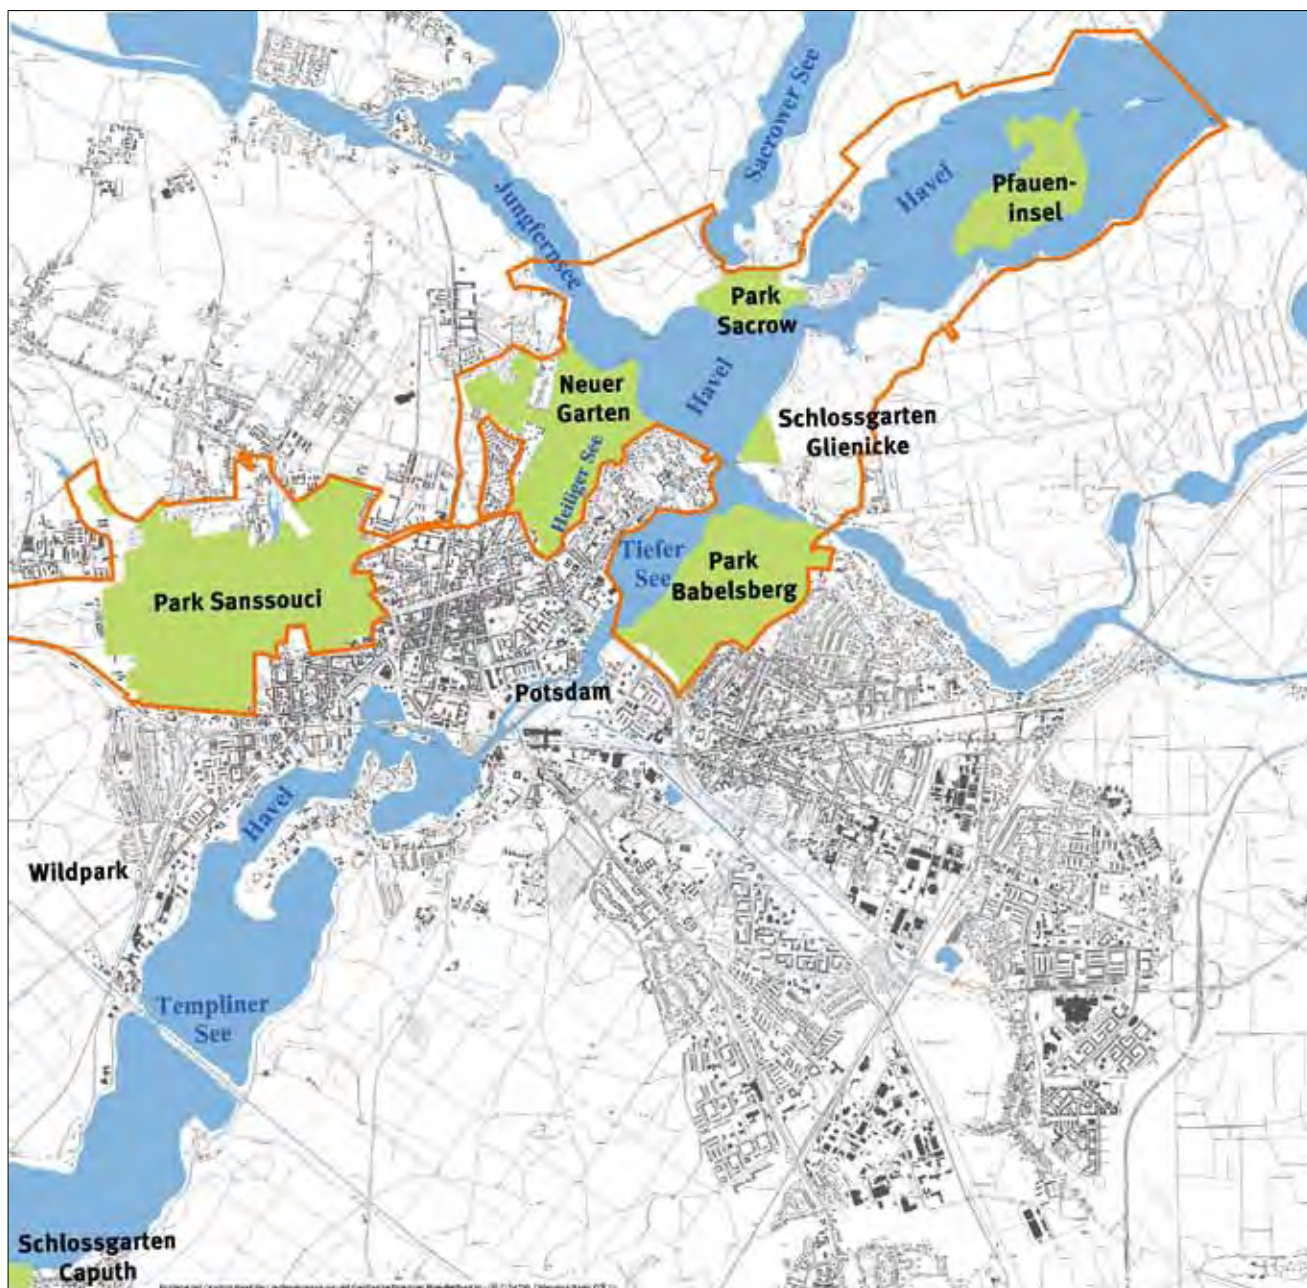 Sacrower See
Jungfernsee
Havel
Pfauen-
insel
Park
Sacrow
Neuer
Garten
Havel
Schlossgarten
Glienicke
Heiliger See
Tiefer
See
Park
Babelsberg
Park Sanssouci
Potsdam
Havel
Wildpark
Templiner
See
Schlossgarten
Caputh